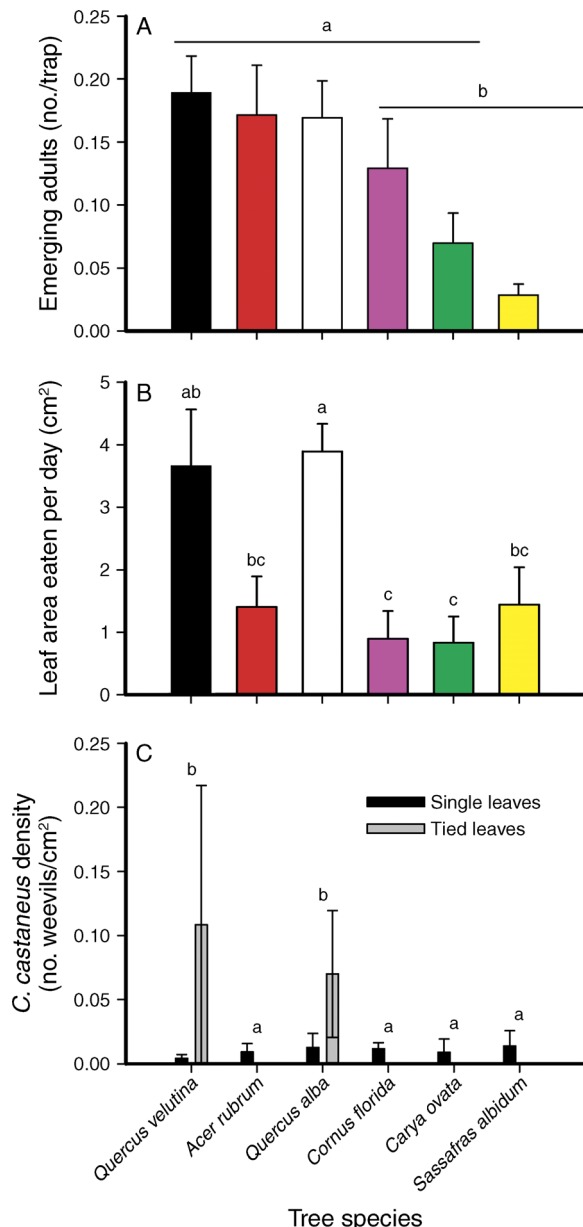 A
a
b
Emerging adults (no./trap)
0.25
0.20
0.15
0.10
0.05
0.00
B
ab
bc
a
c
c
bc
Leaf area eaten per day (cm²)
5
4
3
2
1
0
C
b
a
b
a
a
a
Single leaves
Tied leaves
C. castaneus density
(no. weevils/cm²)
0.25
0.20
0.15
0.10
0.05
0.00
Quercus velutina
Acer rubrum
Quercus alba
Cornus florida
Carya ovata
Sassafras albidum
Tree species